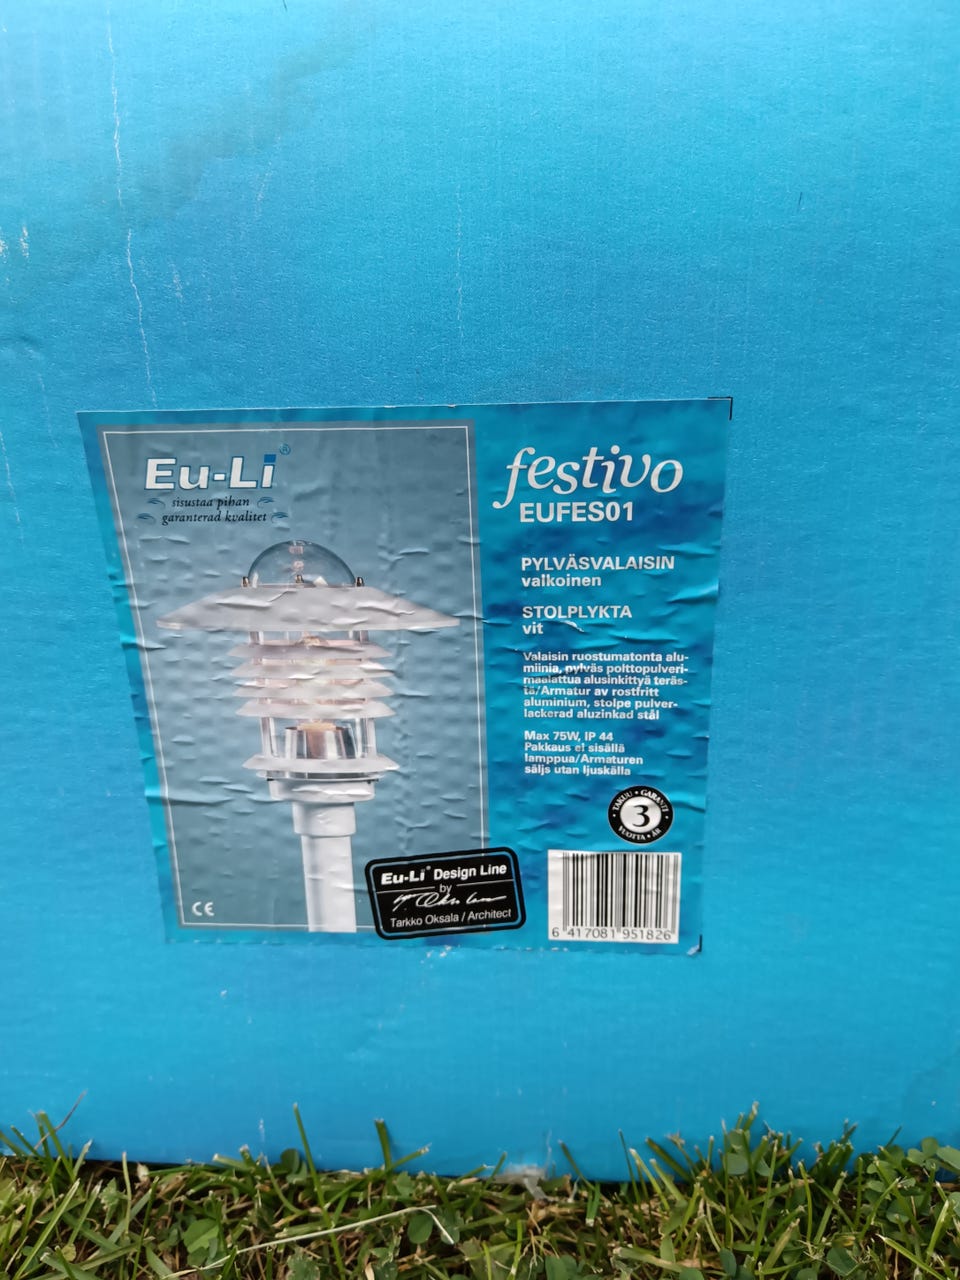 Eu-Li®
sisustaa pihan
garanterad kvalitet
festivo
EUFES01
PYLVÄSVALAISIN
valkoinen
STOLPLYKTA
vit
Valaisin ruostumatonta alu-
miinia, pylväs polttopulveri-
maalattua alusinkittyä teräs-
tä/Armatur av rostfritt
aluminium, stolpe pulver-
lackerad aluzinkad stål
Max 75W, IP 44
Pakkaus ei sisällä
lamppua/Armaturen
säljs utan ljuskälla
TAKUU • GARANTI
3
VUOTTA • ÅR
Eu-Li® Design Line
by
Tarkko Oksala / Architect
CE
6 417081 951826